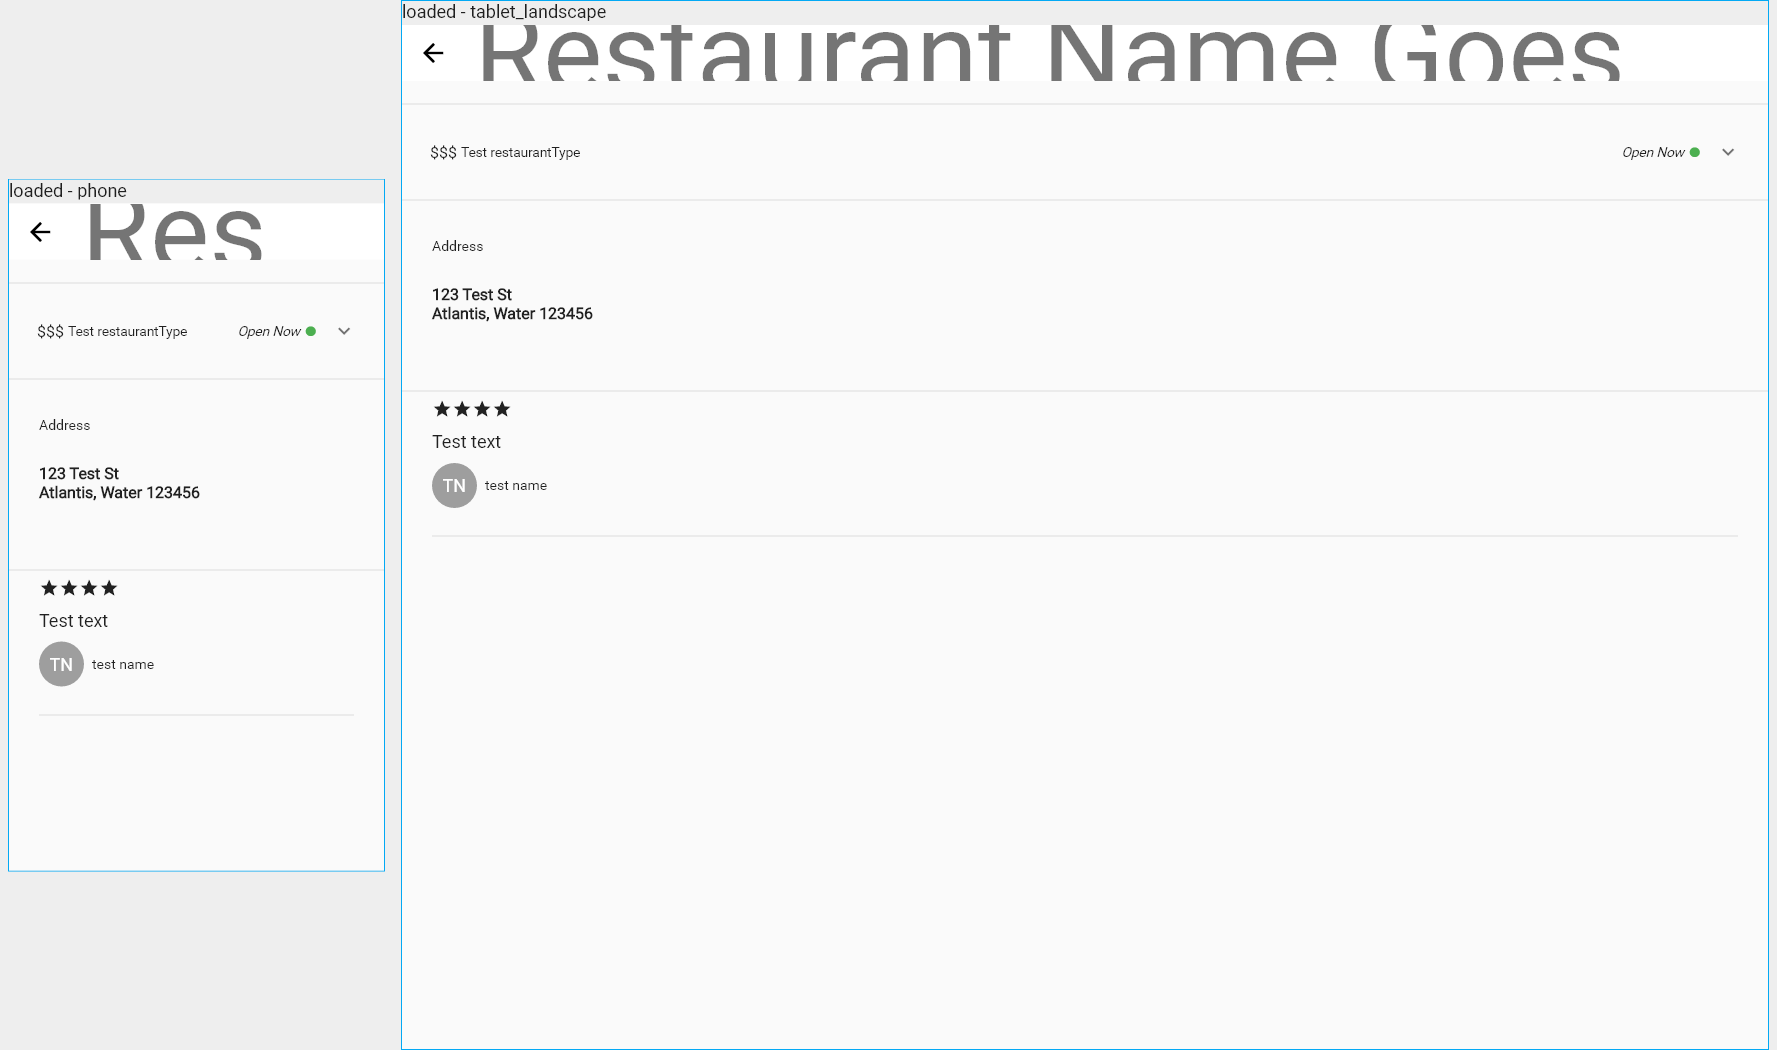 loaded - phone
Res
$$$ Test restaurantType Open Now
Address
123 Test St
Atlantis, Water 123456
Test text
TN test name
loaded - tablet_landscape
Restaurant Name Goes
$$$ Test restaurantType Open Now
Address
123 Test St
Atlantis, Water 123456
Test text
TN test name